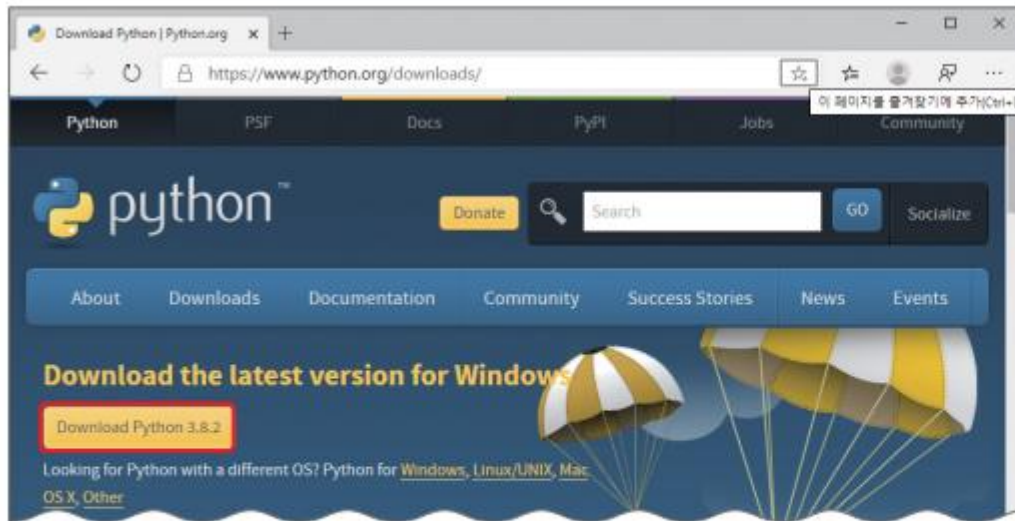 Download Python | Python.org
https://www.python.org/downloads/
이 페이지를 즐겨찾기에 추가(Ctrl+
Python PSF Docs PyPI Jobs Community
python™
Donate Search GO Socialize
About Downloads Documentation Community Success Stories News Events
Download the latest version for Windows
Download Python 3.8.2
Looking for Python with a different OS? Python for Windows, Linux/UNIX, Mac
OS X, Other